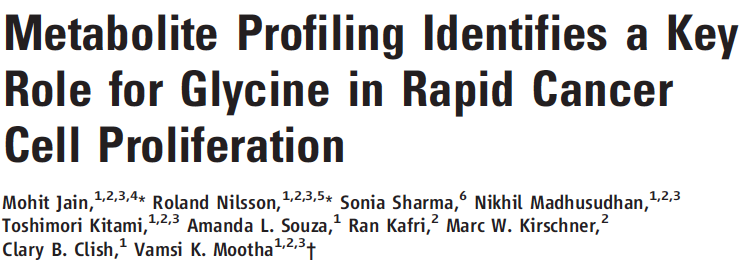 Metabolite Profiling Identifies a Key
Role for Glycine in Rapid Cancer
Cell Proliferation
Mohit Jain,1,2,3,4* Roland Nilsson,1,2,3,5* Sonia Sharma,6 Nikhil Madhusudhan,1,2,3
Toshimori Kitami,1,2,3 Amanda L. Souza,1 Ran Kafri,2 Marc W. Kirschner,2
Clary B. Clish,1 Vamsi K. Mootha1,2,3†